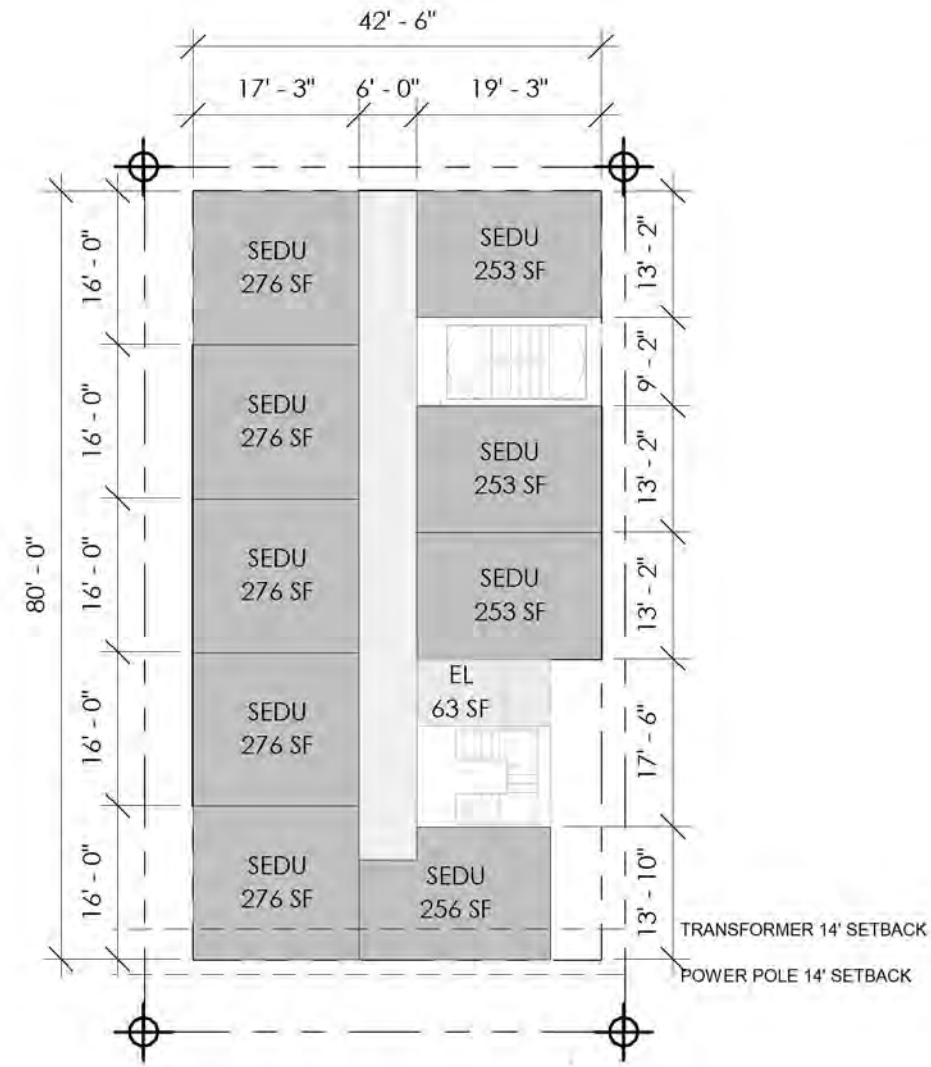 42' - 6"
17' - 3"
6' - 0"
19' - 3"
80' - 0"
16' - 0"
16' - 0"
16' - 0"
16' - 0"
16' - 0"
SEDU
276 SF
SEDU
276 SF
SEDU
276 SF
SEDU
276 SF
SEDU
276 SF
SEDU
253 SF
SEDU
253 SF
SEDU
253 SF
EL
63 SF
SEDU
256 SF
13' - 2"
9' - 2"
13' - 2"
13' - 2"
17' - 6"
13' - 10"
TRANSFORMER 14' SETBACK
POWER POLE 14' SETBACK